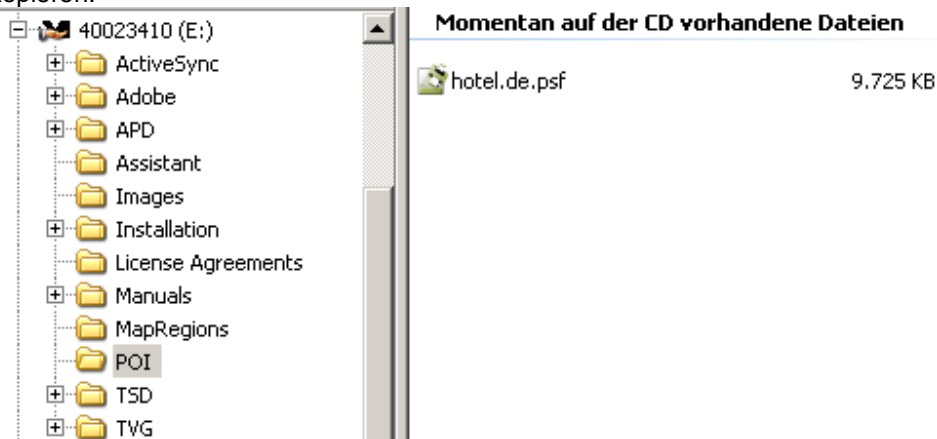 40023410 (E:)
ActiveSync
Adobe
APD
Assistant
Images
Installation
License Agreements
Manuals
MapRegions
POI
TSD
TVG
Momentan auf der CD vorhandene Dateien
hotel.de.psf 9.725 KB